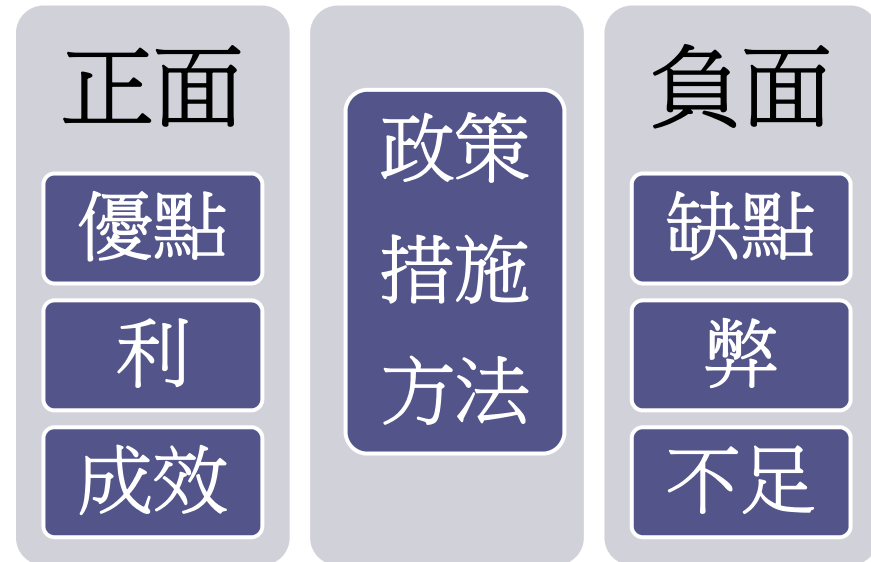 正面
優點
利
成效
政策
措施
方法
負面
缺點
弊
不足